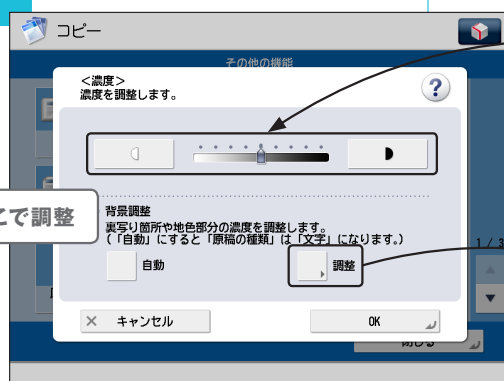 コピー
その他の機能
<濃度>
濃度を調整します。
?
で調整
背景調整
裏写り箇所や地色部分の濃度を調整します。
(「自動」にすると「原稿の種類」は「文字」になります。)
自動
調整
1 / 3
× キャンセル
OK
閉じる